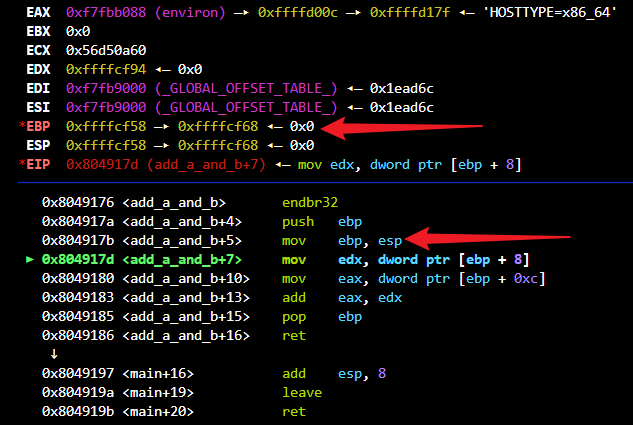 EAX 0xf7fbb088 (environ) —▸ 0xffffd00c —▸ 0xffffd17f ◂— 'HOSTTYPE=x86_64'
EBX 0x0
ECX 0x56d50a60
EDX 0xffffcf94 ◂— 0x0
EDI 0xf7fb9000 (_GLOBAL_OFFSET_TABLE_) ◂— 0x1ead6c
ESI 0xf7fb9000 (_GLOBAL_OFFSET_TABLE_) ◂— 0x1ead6c
*EBP 0xffffcf58 —▸ 0xffffcf68 ◂— 0x0
ESP 0xffffcf58 —▸ 0xffffcf68 ◂— 0x0
*EIP 0x804917d (add_a_and_b+7) ◂— mov edx, dword ptr [ebp + 8]
0x8049176 <add_a_and_b> endbr32
0x804917a <add_a_and_b+4> push ebp
0x804917b <add_a_and_b+5> mov ebp, esp
► 0x804917d <add_a_and_b+7> mov edx, dword ptr [ebp + 8]
0x8049180 <add_a_and_b+10> mov eax, dword ptr [ebp + 0xc]
0x8049183 <add_a_and_b+13> add eax, edx
0x8049185 <add_a_and_b+15> pop ebp
0x8049186 <add_a_and_b+16> ret
↓
0x8049197 <main+16> add esp, 8
0x804919a <main+19> leave
0x804919b <main+20> ret